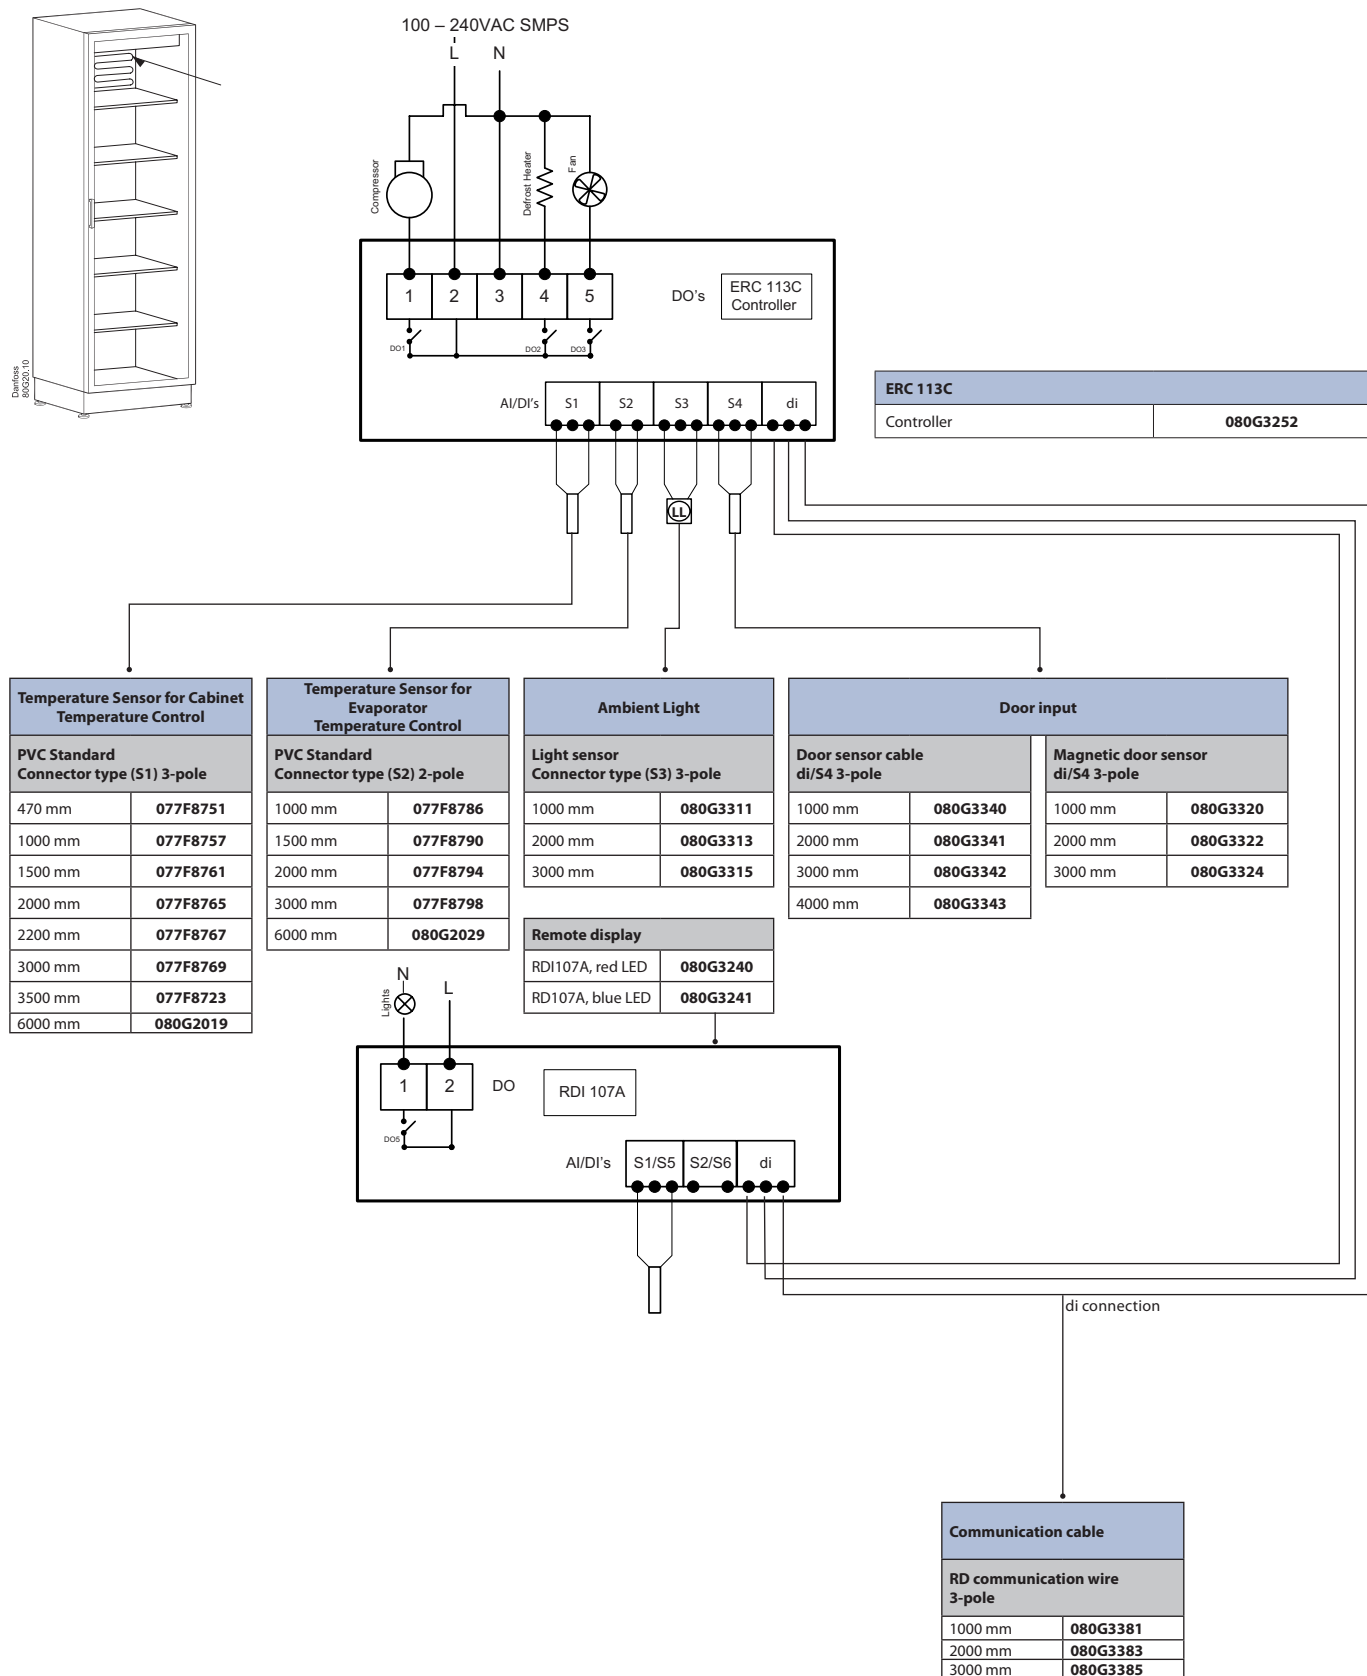 100 – 240VAC SMPS
L N
Compressor
Defrost Heater
Fan
1 2 3 4 5
DO's
ERC 113C
Controller
DO1
DO2
DO3
AI/DI's S1 S2 S3 S4 di
LL
Danfoss
80G20.10
ERC 113C
Controller 080G3252
Temperature Sensor for Cabinet
Temperature Control
PVC Standard
Connector type (S1) 3-pole
470 mm 077F8751
1000 mm 077F8757
1500 mm 077F8761
2000 mm 077F8765
2200 mm 077F8767
3000 mm 077F8769
3500 mm 077F8723
6000 mm 080G2019
Temperature Sensor for
Evaporator
Temperature Control
PVC Standard
Connector type (S2) 2-pole
1000 mm 077F8786
1500 mm 077F8790
2000 mm 077F8794
3000 mm 077F8798
6000 mm 080G2029
Ambient Light
Light sensor
Connector type (S3) 3-pole
1000 mm 080G3311
2000 mm 080G3313
3000 mm 080G3315
Door input
Door sensor cable
di/S4 3-pole
1000 mm 080G3340
2000 mm 080G3341
3000 mm 080G3342
4000 mm 080G3343
Magnetic door sensor
di/S4 3-pole
1000 mm 080G3320
2000 mm 080G3322
3000 mm 080G3324
Remote display
RDI107A, red LED 080G3240
RD107A, blue LED 080G3241
N
L
Lights
1 2
DO
RDI 107A
DO5
AI/DI's S1/S5 S2/S6 di
di connection
Communication cable
RD communication wire
3-pole
1000 mm 080G3381
2000 mm 080G3383
3000 mm 080G3385